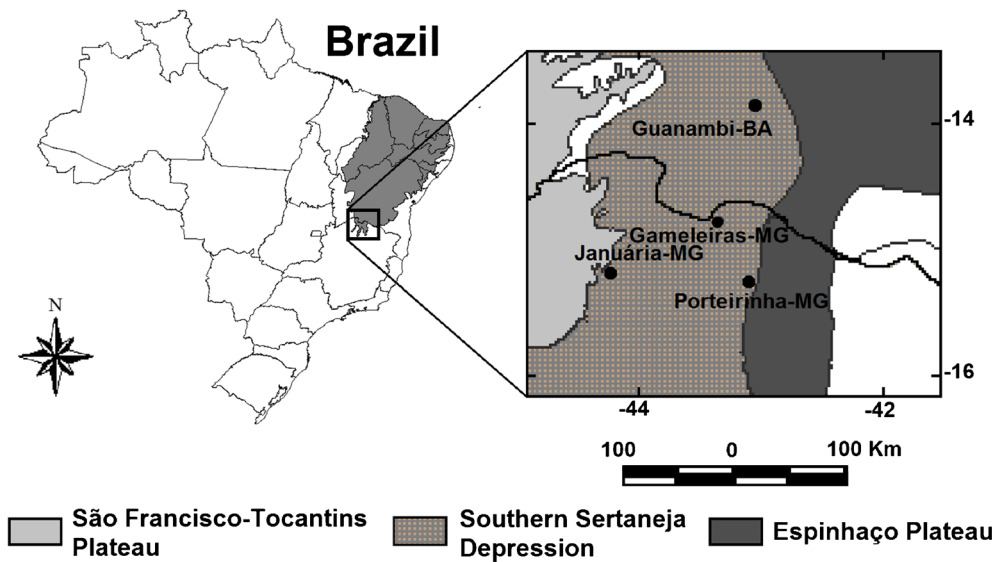 Brazil
N
Guanambi-BA
Gameleiras-MG
Januária-MG
Porteirinha-MG
-14
-16
-44
-42
100 0 100 Km
São Francisco-Tocantins
Plateau
Southern Sertaneja
Depression
Espinhaço Plateau